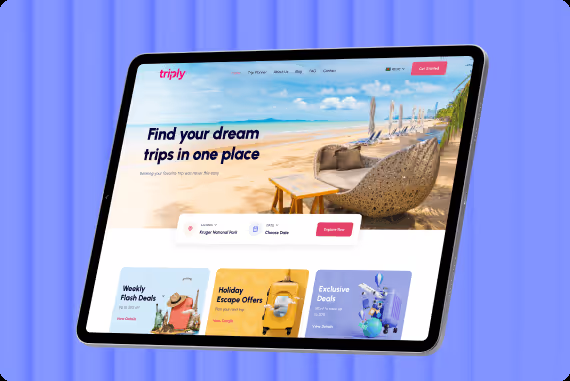 triply
Home Trip Planner About Us Blog FAQ Contact
Get Started
Find your dream
trips in one place
Location
Kruger National Park
Choose Date
Explore Now
Weekly
Flash Deals
View Details
Holiday
Escape Offers
View Details
Exclusive
Deals
View Details